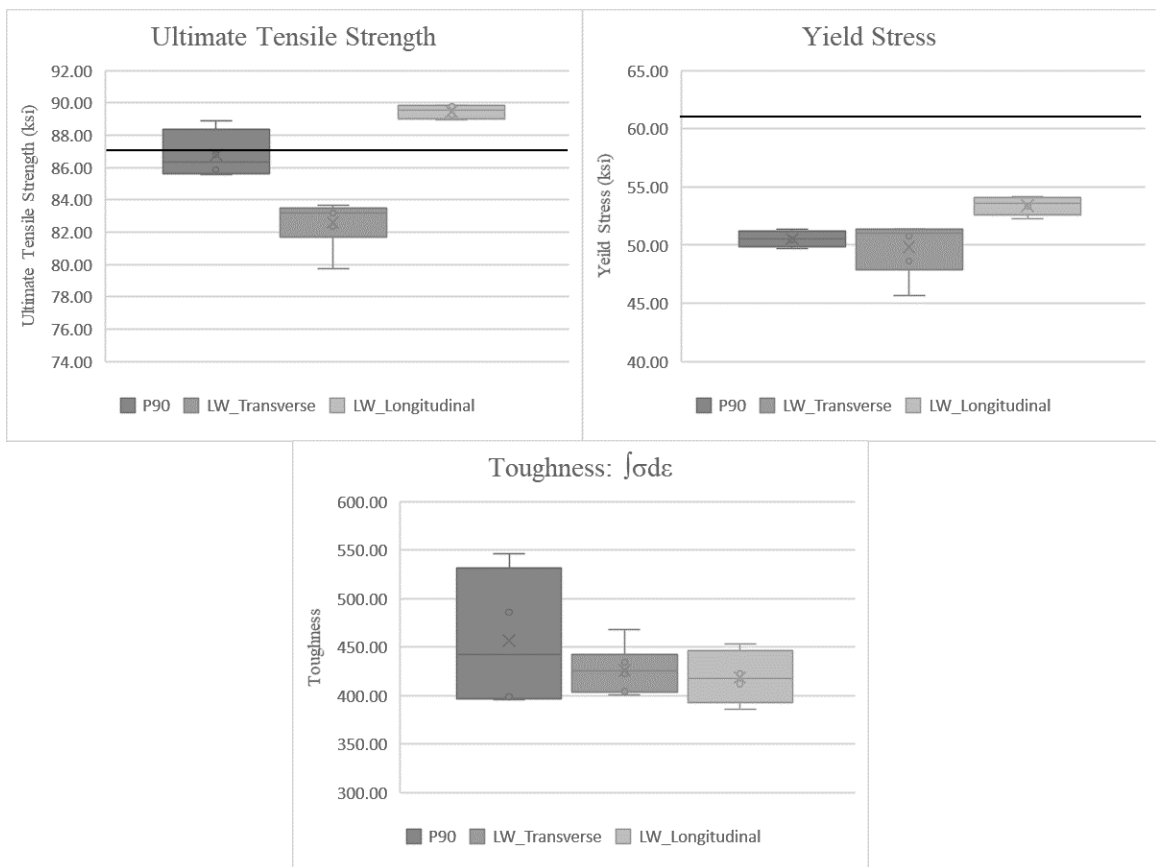 Ultimate Tensile Strength
Ultimate Tensile Strength (ksi)
92.00
90.00
88.00
86.00
84.00
82.00
80.00
78.00
76.00
74.00
P90 LW_Transverse LW_Longitudinal
Yield Stress
Yeild Stress (ksi)
65.00
60.00
55.00
50.00
45.00
40.00
P90 LW_Transverse LW_Longitudinal
Toughness: ∫σdε
Toughness
600.00
550.00
500.00
450.00
400.00
350.00
300.00
P90 LW_Transverse LW_Longitudinal